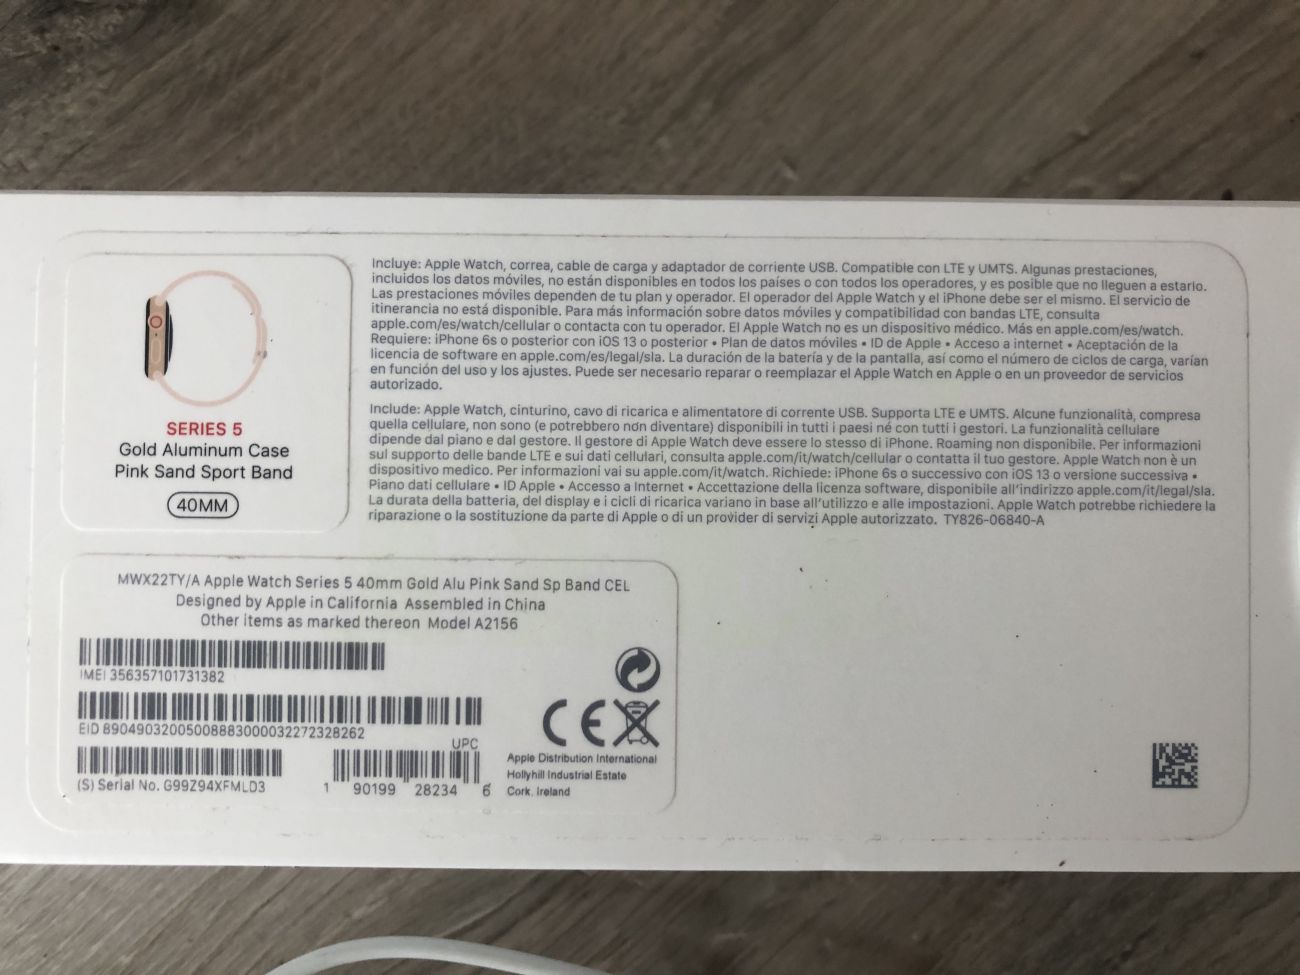 SERIES 5
Gold Aluminum Case
Pink Sand Sport Band
40MM
Incluye: Apple Watch, correa, cable de carga y adaptador de corriente USB. Compatible con LTE y UMTS. Algunas prestaciones,
incluidos los datos móviles, no están disponibles en todos los países o con todos los operadores, y es posible que no lleguen a estarlo.
Las prestaciones móviles dependen de tu plan y operador. El operador del Apple Watch y el iPhone debe ser el mismo. El servicio de
itinerancia no está disponible. Para más información sobre datos móviles y compatibilidad con bandas LTE, consulta
apple.com/es/watch/cellular o contacta con tu operador. El Apple Watch no es un dispositivo médico. Más en apple.com/es/watch.
Requiere: iPhone 6s o posterior con iOS 13 o posterior • Plan de datos móviles • ID de Apple • Acceso a internet • Aceptación de la
licencia de software en apple.com/es/legal/sla. La duración de la batería y de la pantalla, así como el número de ciclos de carga, varían
en función del uso y los ajustes. Puede ser necesario reparar o reemplazar el Apple Watch en Apple o en un proveedor de servicios
autorizado.
Include: Apple Watch, cinturino, cavo di ricarica e alimentatore di corrente USB. Supporta LTE e UMTS. Alcune funzionalità, compresa
quella cellulare, non sono (e potrebbero non diventare) disponibili in tutti i paesi né con tutti i gestori. La funzionalità cellulare
dipende dal piano e dal gestore. Il gestore di Apple Watch deve essere lo stesso di iPhone. Roaming non disponibile. Per informazioni
sul supporto delle bande LTE e sui dati cellulari, consulta apple.com/it/watch/cellular o contatta il tuo gestore. Apple Watch non è un
dispositivo medico. Per informazioni vai su apple.com/it/watch. Richiede: iPhone 6s o successivo con iOS 13 o versione successiva •
Piano dati cellulare • ID Apple • Accesso a Internet • Accettazione della licenza software, disponibile all'indirizzo apple.com/it/legal/sla.
La durata della batteria, del display e i cicli di ricarica variano in base all'utilizzo e alle impostazioni. Apple Watch potrebbe richiedere la
riparazione o la sostituzione da parte di Apple o di un provider di servizi Apple autorizzato. TY826-06840-A
MWX22TY/A Apple Watch Series 5 40mm Gold Alu Pink Sand Sp Band CEL
Designed by Apple in California Assembled in China
Other items as marked thereon Model A2156
IMEI 356357101731382
EID 89049032005008883000032272328262
UPC
(S) Serial No. G99Z94XFMLD3
1 90199 28234 6
CE
Apple Distribution International
Hollyhill Industrial Estate
Cork, Ireland